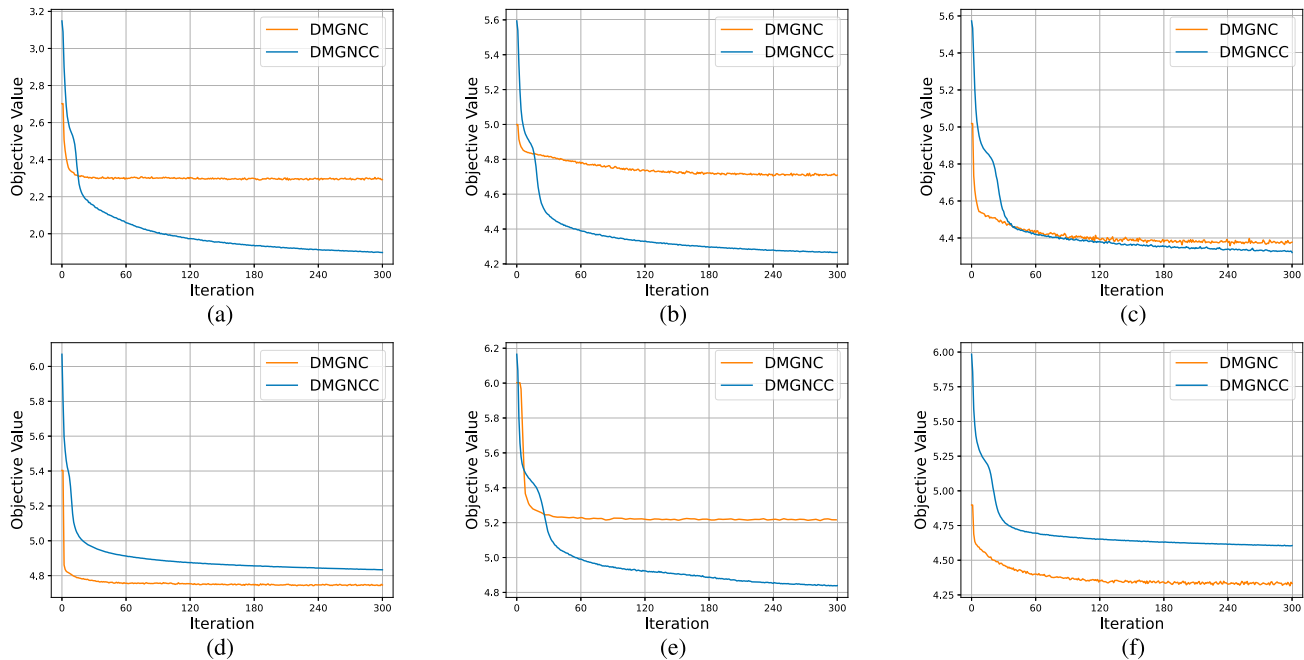 3.2
3.0
2.8
2.6
2.4
2.2
2.0
Objective Value
DMGNC
DMGNCC
0 60 120 180 240 300
Iteration
(a)
5.6
5.4
5.2
5.0
4.8
4.6
4.4
4.2
Objective Value
DMGNC
DMGNCC
0 60 120 180 240 300
Iteration
(b)
5.6
5.4
5.2
5.0
4.8
4.6
4.4
Objective Value
DMGNC
DMGNCC
0 60 120 180 240 300
Iteration
(c)
6.0
5.8
5.6
5.4
5.2
5.0
4.8
Objective Value
DMGNC
DMGNCC
0 60 120 180 240 300
Iteration
(d)
6.2
6.0
5.8
5.6
5.4
5.2
5.0
4.8
Objective Value
DMGNC
DMGNCC
0 60 120 180 240 300
Iteration
(e)
6.00
5.75
5.50
5.25
5.00
4.75
4.50
4.25
Objective Value
DMGNC
DMGNCC
0 60 120 180 240 300
Iteration
(f)